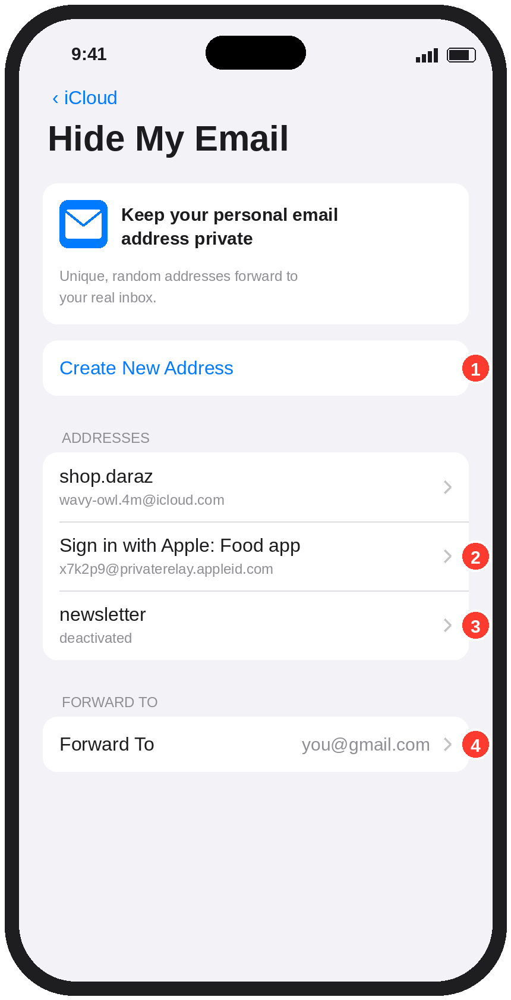 9:41
‹ iCloud
Hide My Email
Keep your personal email
address private
Unique, random addresses forward to
your real inbox.
Create New Address
1
ADDRESSES
shop.daraz
wavy-owl.4m@icloud.com
Sign in with Apple: Food app
x7k2p9@privaterelay.appleid.com
2
newsletter
deactivated
3
FORWARD TO
Forward To you@gmail.com
4